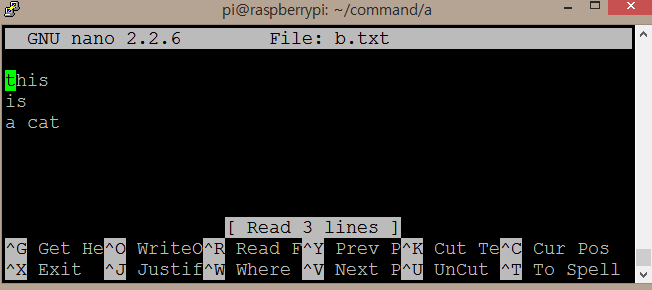 pi@raspberrypi: ~/command/a
GNU nano 2.2.6 File: b.txt
this
is
a cat
[ Read 3 lines ]
^G Get He^O WriteO^R Read F^Y Prev P^K Cut Te^C Cur Pos
^X Exit ^J Justif^W Where ^V Next P^U UnCut ^T To Spell